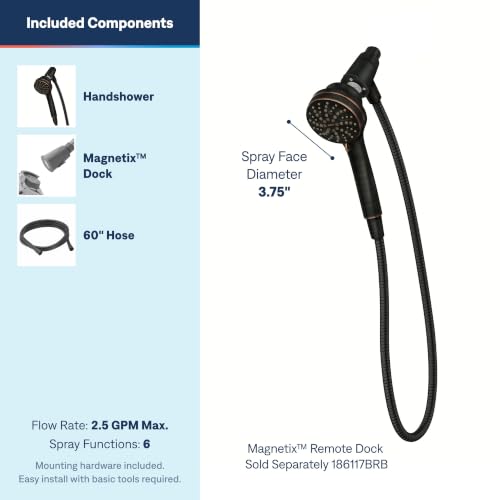 Included Components
Handshower
Magnetix™
Dock
60" Hose
Flow Rate: 2.5 GPM Max.
Spray Functions: 6
Mounting hardware included.
Easy install with basic tools required.
Spray Face
Diameter
3.75"
Magnetix™ Remote Dock
Sold Separately 186117BRB